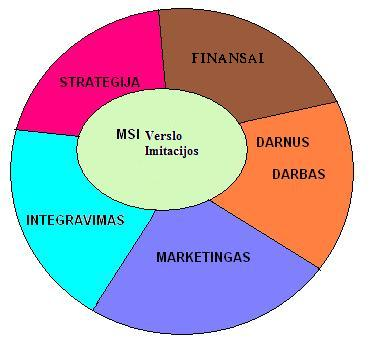 FINANSAI
STRATEGIJA
MSI Verslo
Imitacijos
DARNUS
DARBAS
INTEGRAVIMAS
MARKETINGAS